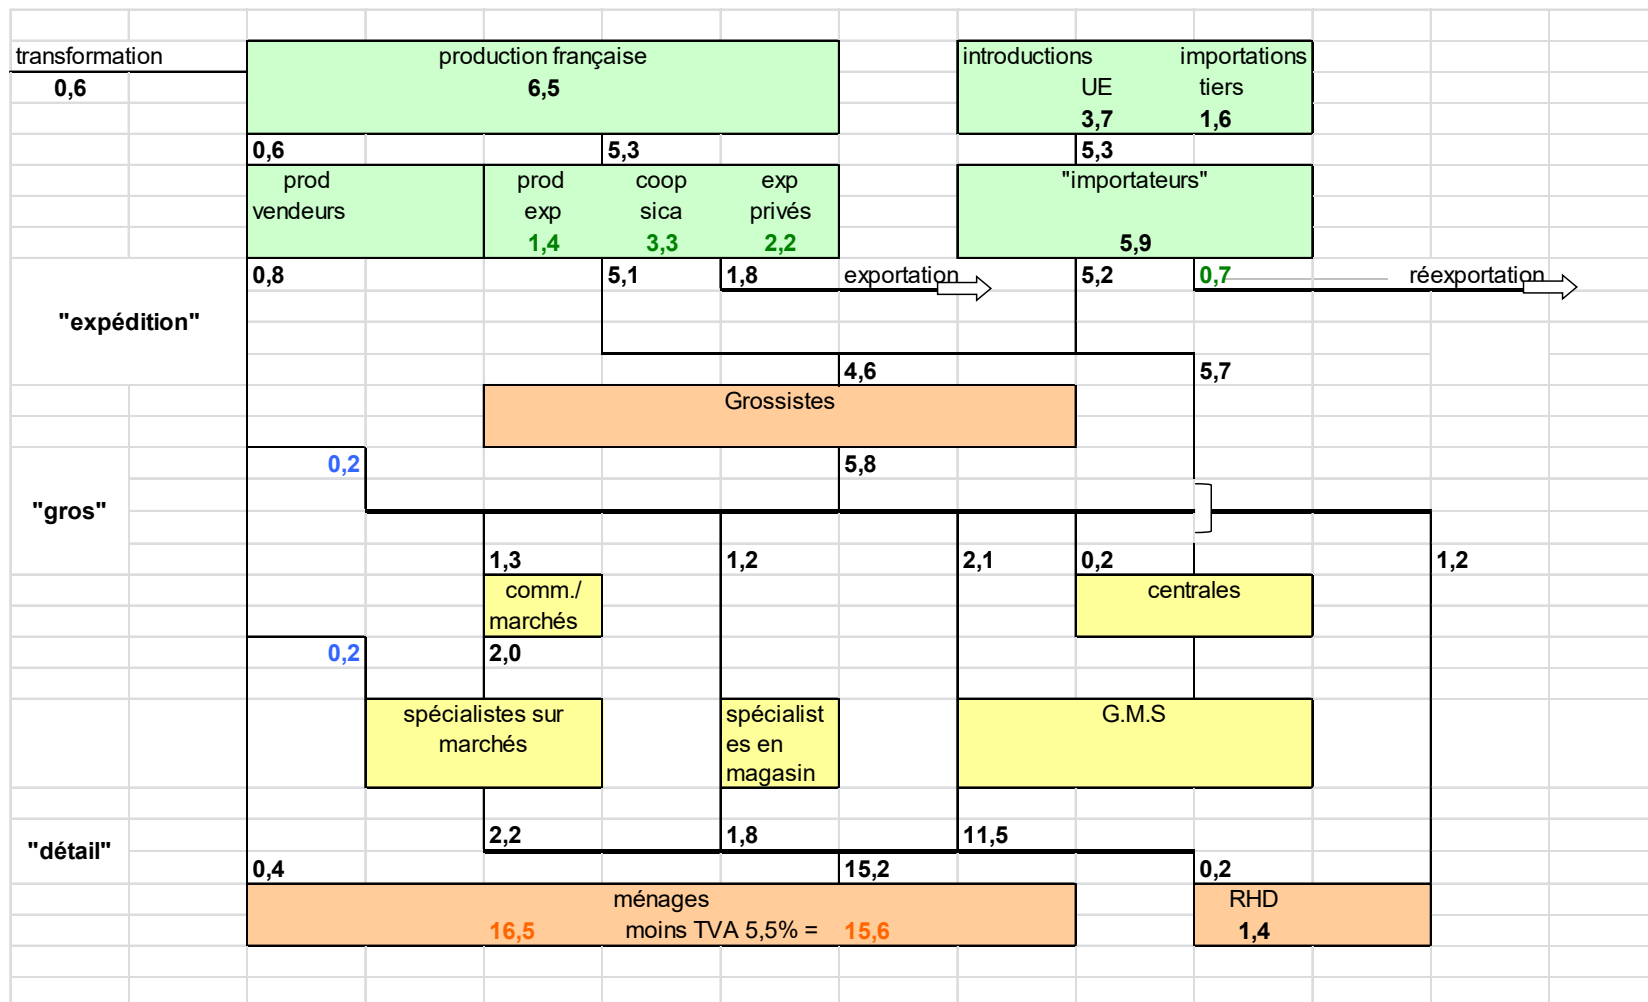 transformation
production française
introductions importations
0,6
6,5
UE tiers
3,7 1,6
0,6 5,3 5,3
prod prod coop exp "importateurs"
vendeurs exp sica privés
1,4 3,3 2,2 5,9
0,8 5,1 1,8 exportation 5,2 0,7 réexportation
"expédition"
4,6 5,7
Grossistes
0,2 5,8
"gros"
1,3 1,2 2,1 0,2 1,2
comm./ centrales
marchés
0,2 2,0
spécialistes sur spécialist G.M.S
marchés es en
magasin
2,2 1,8 11,5
"détail"
0,4 15,2 0,2
ménages RHD
16,5 moins TVA 5,5% = 15,6 1,4